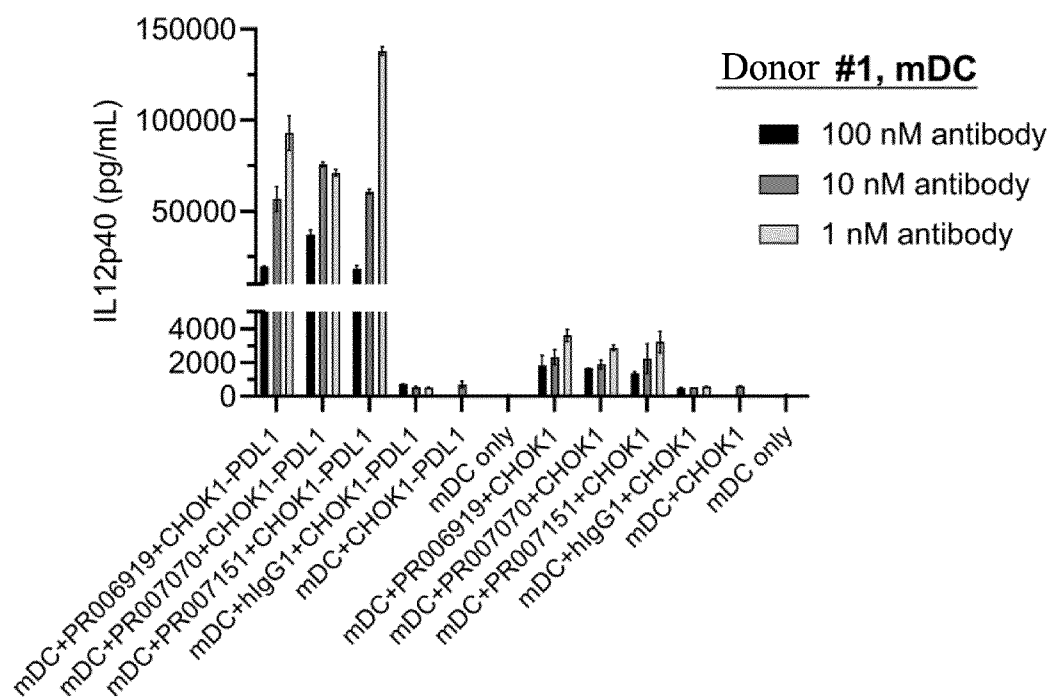 150000
100000
50000
4000
2000
0
IL12p40 (pg/mL)
Donor #1, mDC
100 nM antibody
10 nM antibody
1 nM antibody
mDC+PR006919+CHOK1-PDL1
mDC+PR007070+CHOK1-PDL1
mDC+PR007151+CHOK1-PDL1
mDC+hIgG1+CHOK1-PDL1
mDC+CHOK1-PDL1
mDC only
mDC+PR006919+CHOK1
mDC+PR007070+CHOK1
mDC+PR007151+CHOK1
mDC+hIgG1+CHOK1
mDC+CHOK1
mDC only